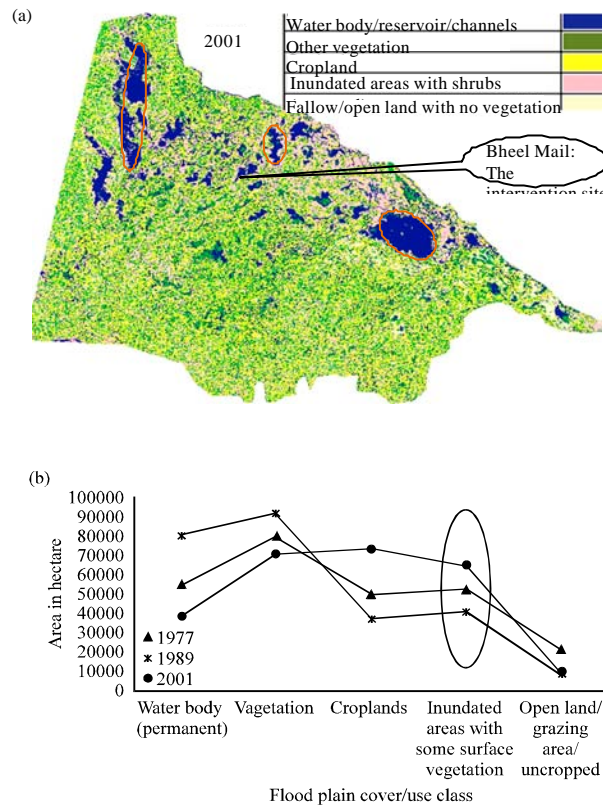 (a)
2001
Water body/reservoir/channels
Other vegetation
Cropland
Inundated areas with shrubs
Fallow/open land with no vegetation
Bheel Mail:
The
intervention site
(b)
100000
90000
80000
70000
60000
50000
40000
30000
20000
10000
0
Area in hectare
1977
1989
2001
Water body
(permanent)
Vagetation
Croplands
Inundated
areas with
some surface
vegetation
Open land/
grazing
area/
uncropped
Flood plain cover/use class